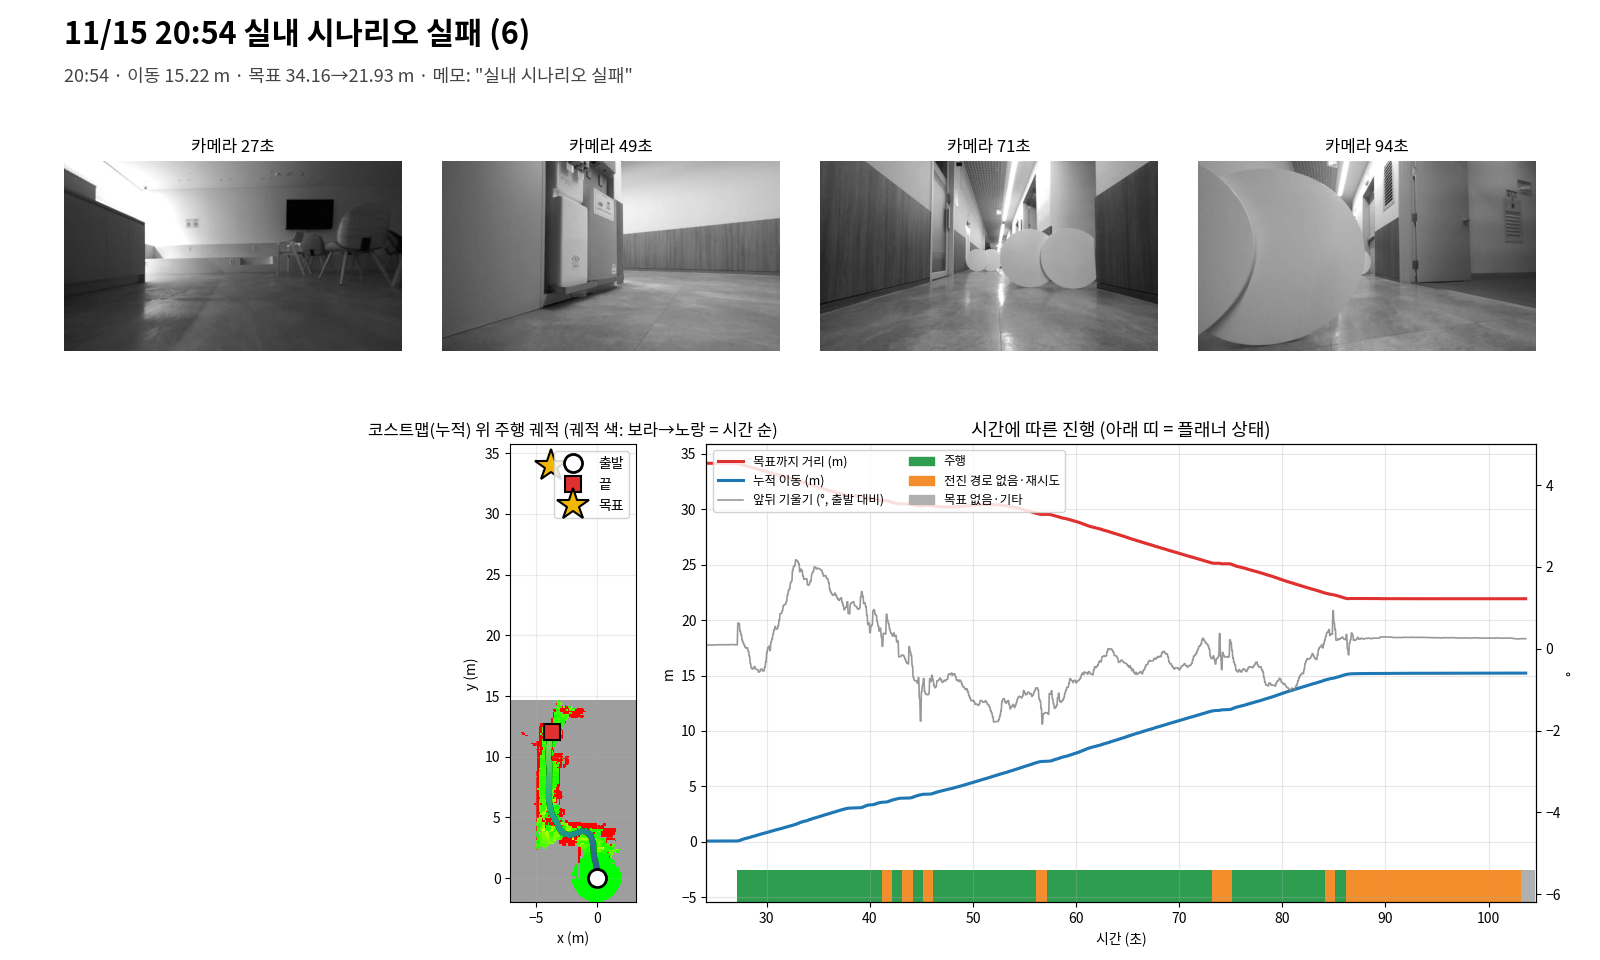 11/15 20:54 실내 시나리오 실패 (6)
20:54 · 이동 15.22 m · 목표 34.16→21.93 m · 메모: "실내 시나리오 실패"
카메라 27초
카메라 49초
카메라 71초
카메라 94초
코스트맵(누적) 위 주행 궤적 (궤적 색: 보라→노랑 = 시간 순)
35
30
25
20
15
10
5
0
y (m)
−5
0
x (m)
출발
끝
목표
시간에 따른 진행 (아래 띠 = 플래너 상태)
목표까지 거리 (m)
누적 이동 (m)
앞뒤 기울기 (°, 출발 대비)
주행
전진 경로 없음·재시도
목표 없음·기타
35
30
25
20
15
10
5
0
−5
m
4
2
0
−2
−4
−6
°
30
40
50
60
70
80
90
100
시간 (초)